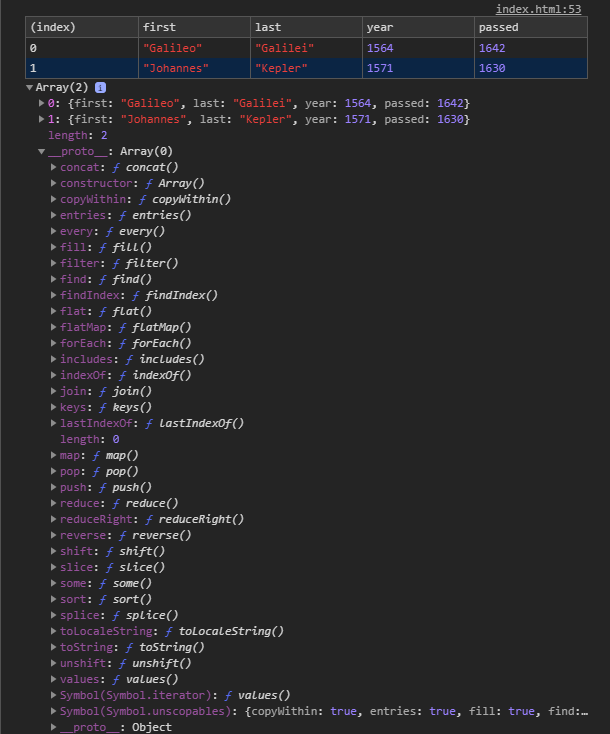 index.html:53
(index) first last year passed
0 "Galileo" "Galilei" 1564 1642
1 "Johannes" "Kepler" 1571 1630
Array(2) i
0: {first: "Galileo", last: "Galilei", year: 1564, passed: 1642}
1: {first: "Johannes", last: "Kepler", year: 1571, passed: 1630}
length: 2
__proto__: Array(0)
concat: ƒ concat()
constructor: ƒ Array()
copyWithin: ƒ copyWithin()
entries: ƒ entries()
every: ƒ every()
fill: ƒ fill()
filter: ƒ filter()
find: ƒ find()
findIndex: ƒ findIndex()
flat: ƒ flat()
flatMap: ƒ flatMap()
forEach: ƒ forEach()
includes: ƒ includes()
indexOf: ƒ indexOf()
join: ƒ join()
keys: ƒ keys()
lastIndexOf: ƒ lastIndexOf()
length: 0
map: ƒ map()
pop: ƒ pop()
push: ƒ push()
reduce: ƒ reduce()
reduceRight: ƒ reduceRight()
reverse: ƒ reverse()
shift: ƒ shift()
slice: ƒ slice()
some: ƒ some()
sort: ƒ sort()
splice: ƒ splice()
toLocaleString: ƒ toLocaleString()
toString: ƒ toString()
unshift: ƒ unshift()
values: ƒ values()
Symbol(Symbol.iterator): ƒ values()
Symbol(Symbol.unscopables): {copyWithin: true, entries: true, fill: true, find:…
__proto__: Object